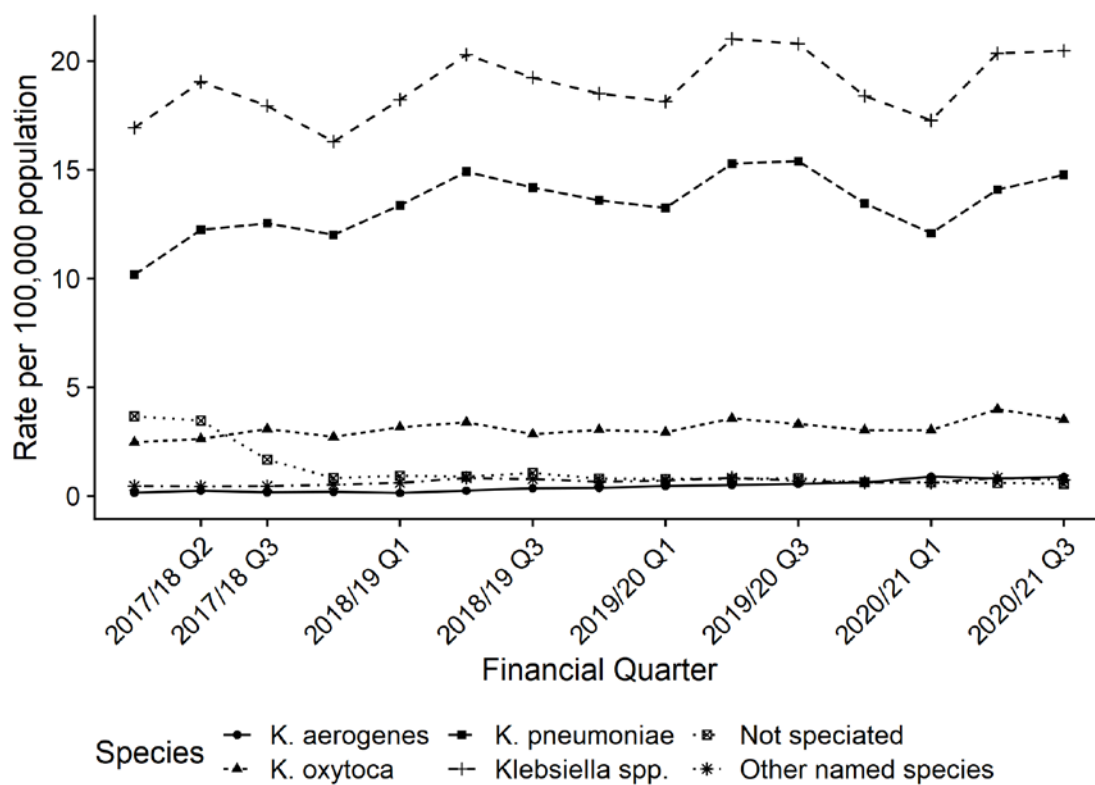 Rate per 100,000 population
20
15
10
5
0
2017/18 Q2
2017/18 Q3
2018/19 Q1
2018/19 Q3
2019/20 Q1
2019/20 Q3
2020/21 Q1
2020/21 Q3
Financial Quarter
Species
K. aerogenes K. pneumoniae Not speciated
K. oxytoca Klebsiella spp. Other named species